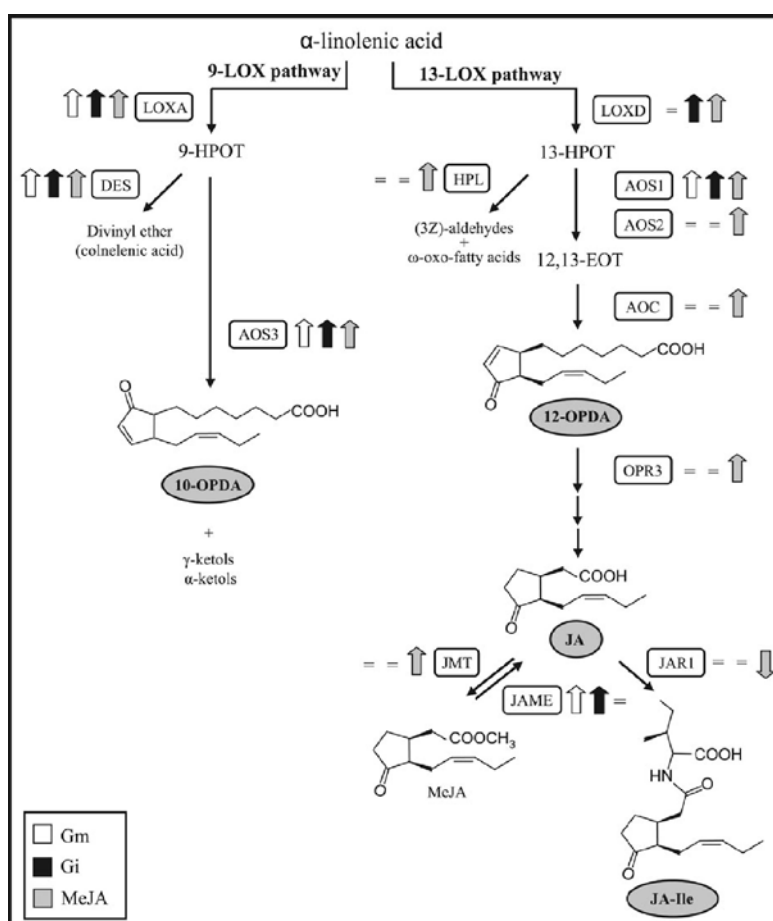 α-linolenic acid
9-LOX pathway
13-LOX pathway
LOXA
LOXD
=
9-HPOT
13-HPOT
DES
= =
HPL
AOS1
Divinyl ether
(colnelenic acid)
(3Z)-aldehydes
+
ω-oxo-fatty acids
AOS2
= =
12,13-EOT
AOS3
AOC
= =
O
COOH
10-OPDA
COOH
O
12-OPDA
OPR3
= =
+
γ-ketols
α-ketols
COOH
O
JA
= =
JMT
JAR1
= =
JAME
=
COOCH3
O
MeJA
COOH
HN
O
O
JA-Ile
Gm
Gi
MeJA